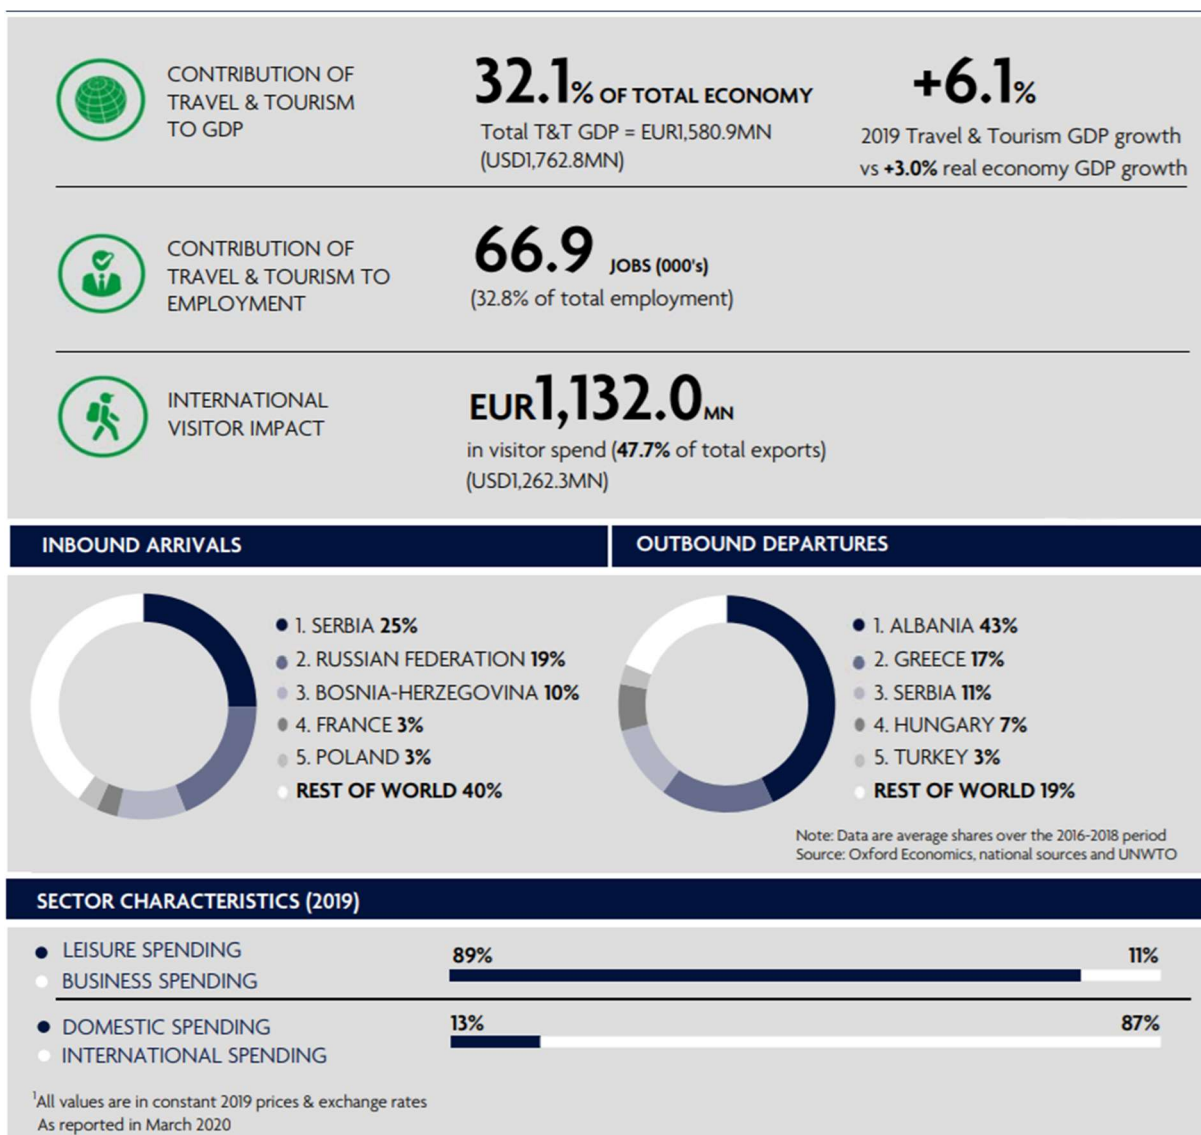 CONTRIBUTION OF
TRAVEL & TOURISM
TO GDP
32.1% OF TOTAL ECONOMY
Total T&T GDP = EUR1,580.9MN
(USD1,762.8MN)
+6.1%
2019 Travel & Tourism GDP growth
vs +3.0% real economy GDP growth
CONTRIBUTION OF
TRAVEL & TOURISM TO
EMPLOYMENT
66.9 JOBS (000's)
(32.8% of total employment)
INTERNATIONAL
VISITOR IMPACT
EUR1,132.0MN
in visitor spend (47.7% of total exports)
(USD1,262.3MN)
INBOUND ARRIVALS
1. SERBIA 25%
2. RUSSIAN FEDERATION 19%
3. BOSNIA-HERZEGOVINA 10%
4. FRANCE 3%
5. POLAND 3%
REST OF WORLD 40%
OUTBOUND DEPARTURES
1. ALBANIA 43%
2. GREECE 17%
3. SERBIA 11%
4. HUNGARY 7%
5. TURKEY 3%
REST OF WORLD 19%
Note: Data are average shares over the 2016-2018 period
Source: Oxford Economics, national sources and UNWTO
SECTOR CHARACTERISTICS (2019)
LEISURE SPENDING
BUSINESS SPENDING
89%
11%
DOMESTIC SPENDING
INTERNATIONAL SPENDING
13%
87%
1All values are in constant 2019 prices & exchange rates
As reported in March 2020